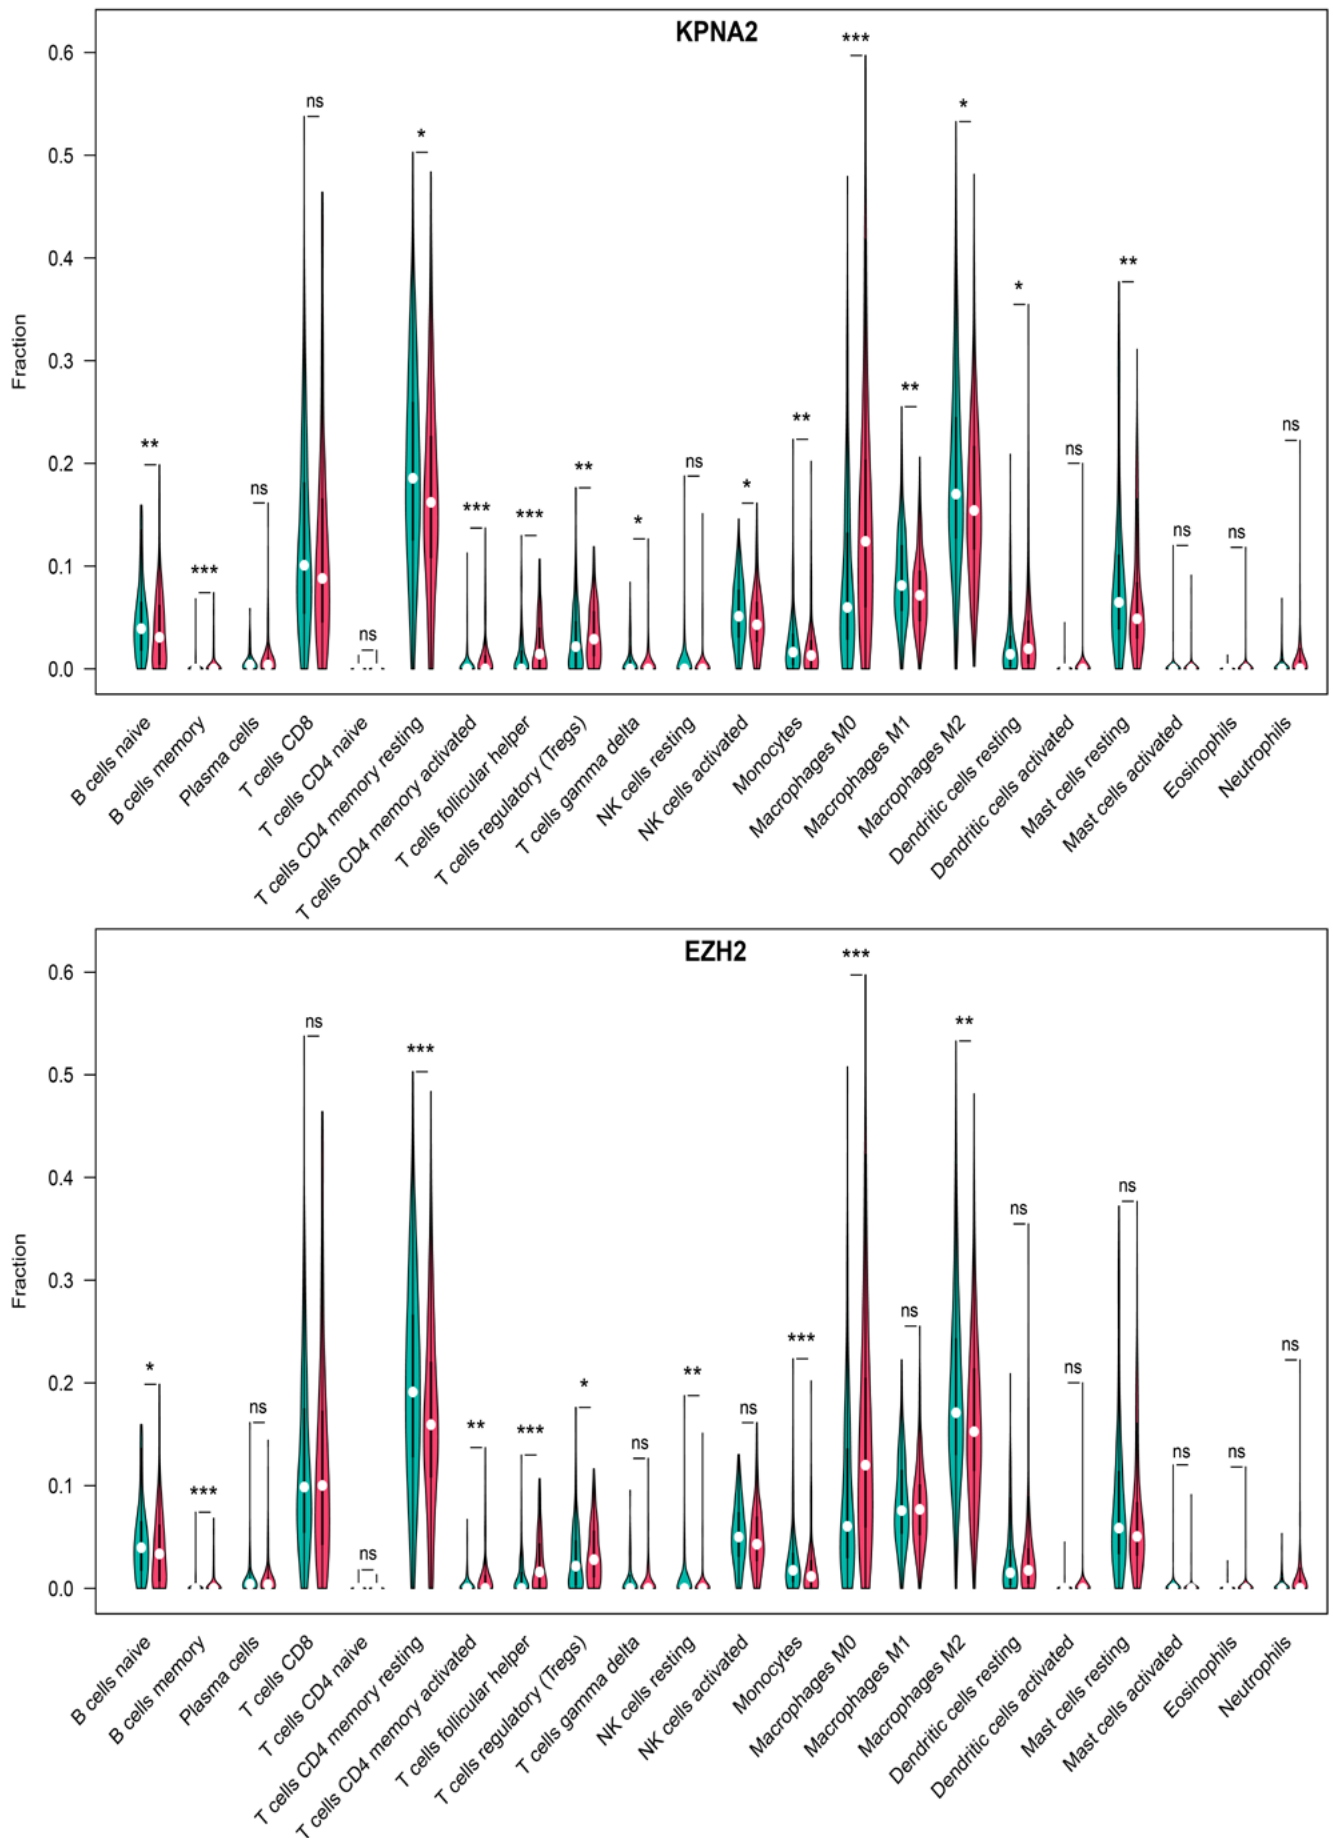 KPNA2
0.6
0.5
0.4
0.3
0.2
0.1
0.0
Fraction
**
***
ns
ns
ns
*
***
***
**
*
ns
*
**
***
**
*
*
ns
**
ns
ns
ns
B cells naive
B cells memory
Plasma cells
T cells CD8
T cells CD4 naive
T cells CD4 memory resting
T cells CD4 memory activated
T cells follicular helper
T cells regulatory (Tregs)
T cells gamma delta
NK cells resting
NK cells activated
Monocytes
Macrophages M0
Macrophages M1
Macrophages M2
Dendritic cells resting
Dendritic cells activated
Mast cells resting
Mast cells activated
Eosinophils
Neutrophils
EZH2
0.6
0.5
0.4
0.3
0.2
0.1
0.0
Fraction
*
***
ns
ns
ns
***
**
***
*
ns
**
ns
***
***
ns
**
ns
ns
ns
ns
ns
ns
B cells naive
B cells memory
Plasma cells
T cells CD8
T cells CD4 naive
T cells CD4 memory resting
T cells CD4 memory activated
T cells follicular helper
T cells regulatory (Tregs)
T cells gamma delta
NK cells resting
NK cells activated
Monocytes
Macrophages M0
Macrophages M1
Macrophages M2
Dendritic cells resting
Dendritic cells activated
Mast cells resting
Mast cells activated
Eosinophils
Neutrophils